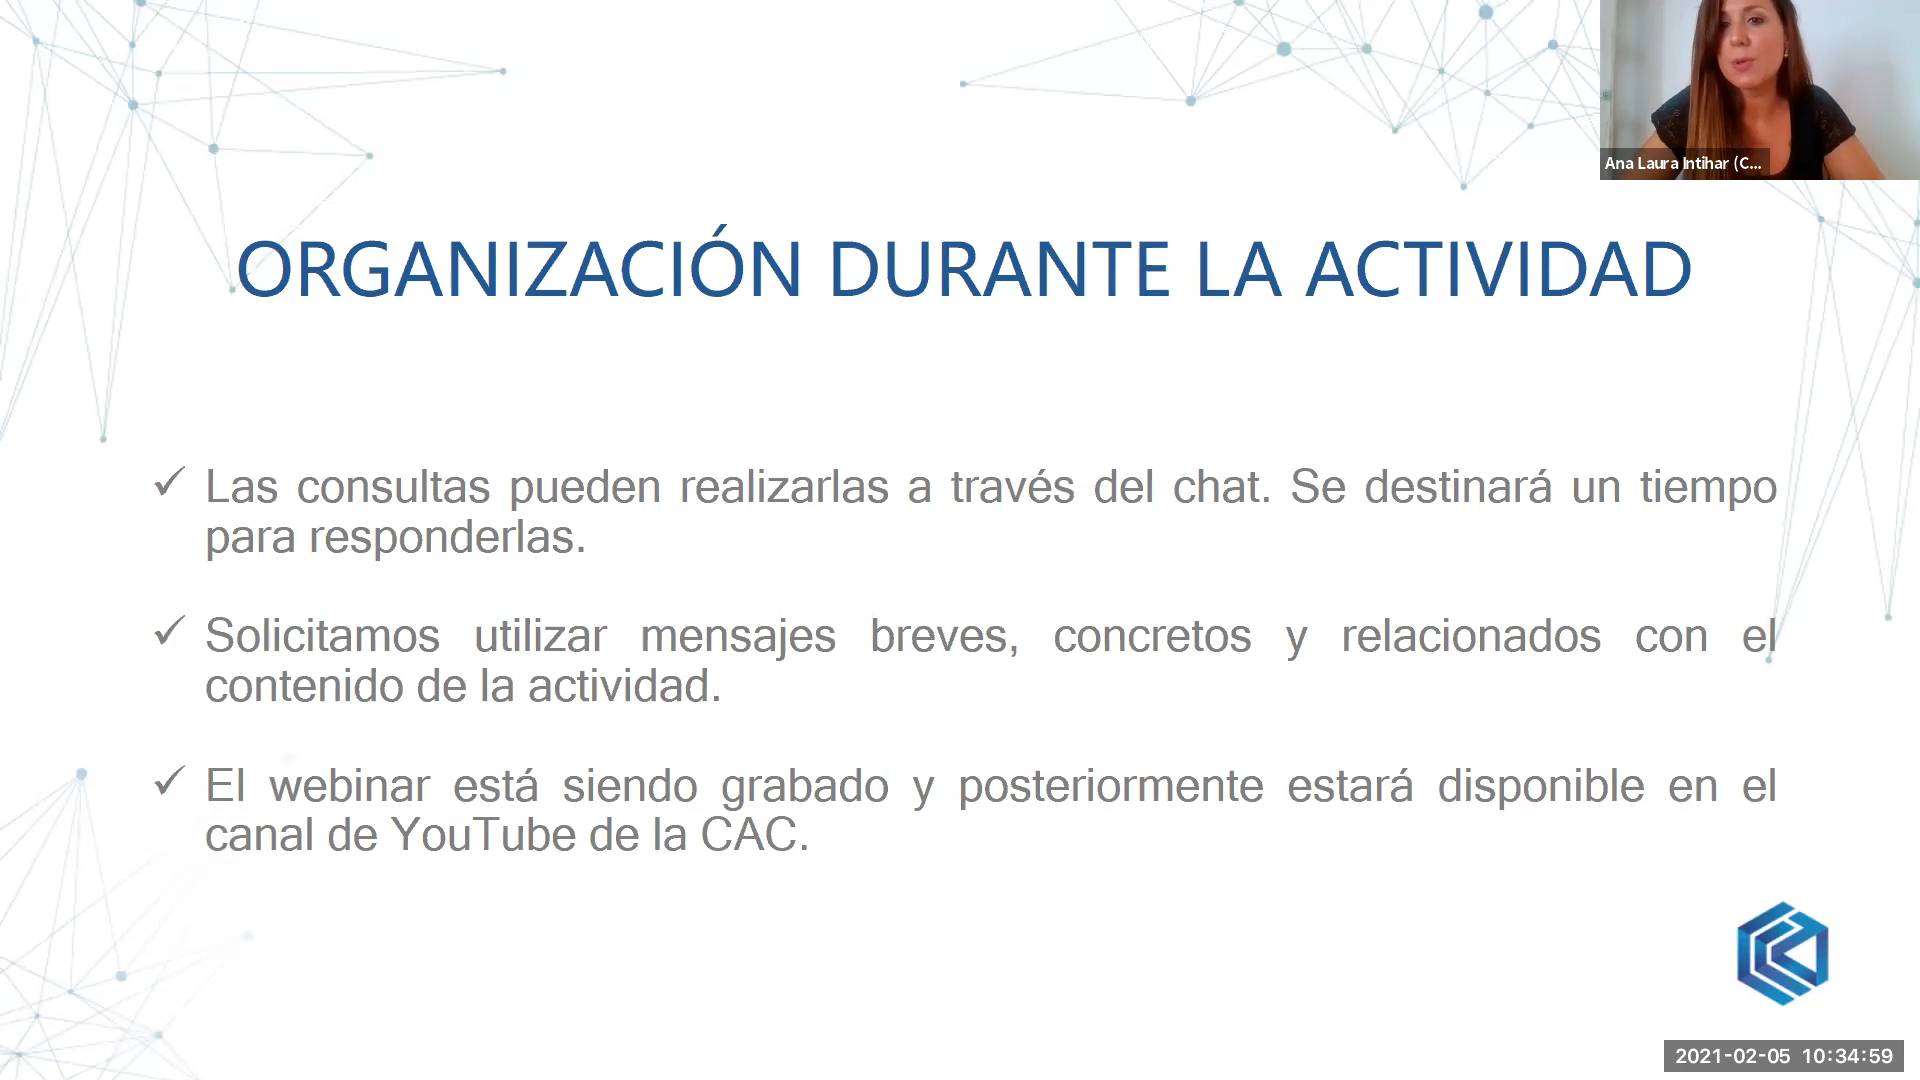 Ana Laura Intihar (C...
ORGANIZACIÓN DURANTE LA ACTIVIDAD
✓ Las consultas pueden realizarlas a través del chat. Se destinará un tiempo
para responderlas.
✓ Solicitamos utilizar mensajes breves, concretos y relacionados con el
contenido de la actividad.
✓ El webinar está siendo grabado y posteriormente estará disponible en el
canal de YouTube de la CAC.
2021-02-05 10:34:59